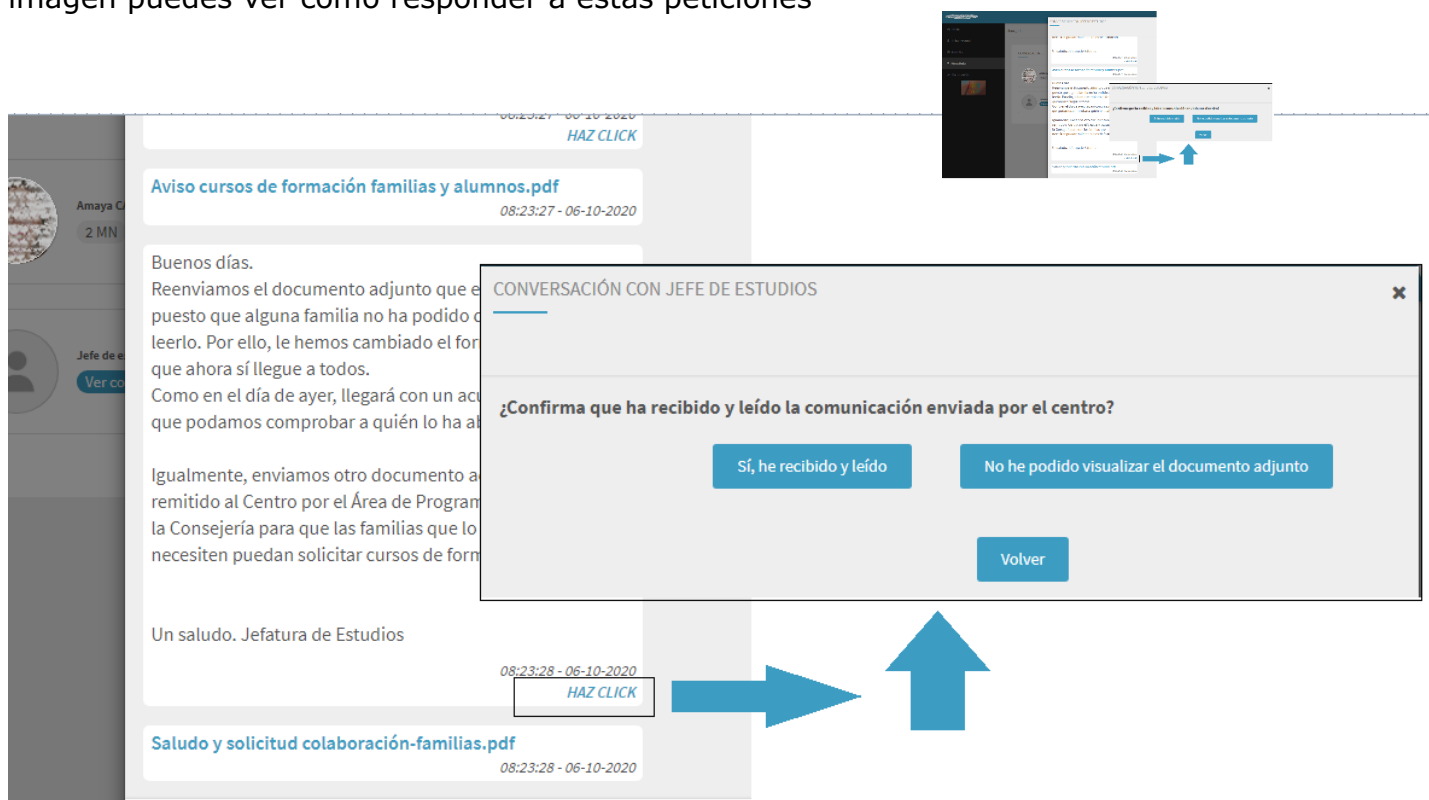 imagen puedes ver como responder a estas peticiones
08:23:27 - 06-10-2020
HAZ CLICK
Aviso cursos de formación familias y alumnos.pdf
08:23:27 - 06-10-2020
Amaya
2 MN
Buenos días.
Reenviamos el documento adjunto que
puesto que alguna familia no ha podido
leerlo. Por ello, le hemos cambiado el
que ahora sí llegue a todos.
Como en el día de ayer, llegará con un
que podamos comprobar a quién lo ha
Igualmente, enviamos otro documento
remitido al Centro por el Área de
la Consejería para que las familias que lo
necesiten puedan solicitar cursos de
Un saludo. Jefatura de Estudios
08:23:28 - 06-10-2020
HAZ CLICK
Saludo y solicitud colaboración-familias.pdf
08:23:28 - 06-10-2020
Jefe de
Ver
CONVERSACIÓN CON JEFE DE ESTUDIOS
¿Confirma que ha recibido y leído la comunicación enviada por el centro?
Sí, he recibido y leído
No he podido visualizar el documento adjunto
Volver